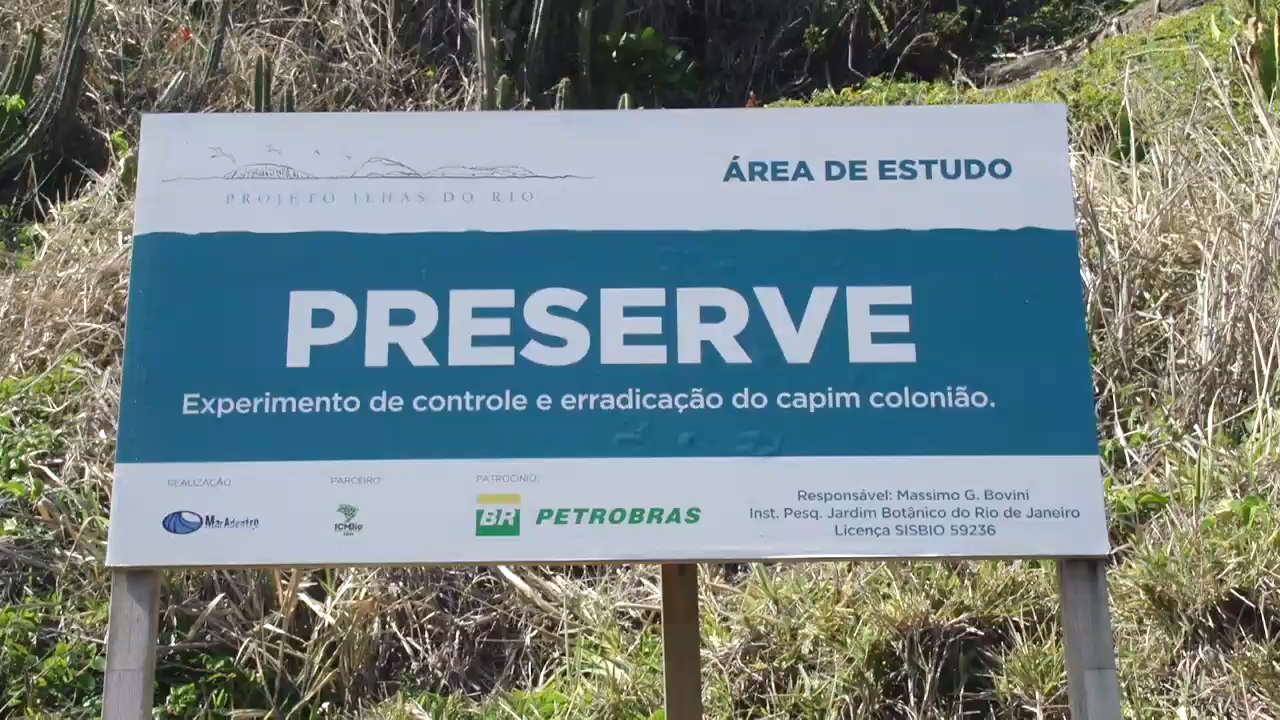 PROJETO ILHAS DO RIO
ÁREA DE ESTUDO
PRESERVE
Experimento de controle e erradicação do capim colonião.
REALIZAÇÃO
PARCEIRO
PATROCÍNIO:
MarAdentro
ICMBio
BR PETROBRAS
Responsável: Massimo G. Bovini
Inst. Pesq. Jardim Botânico do Rio de Janeiro
Licença SISBIO 59236